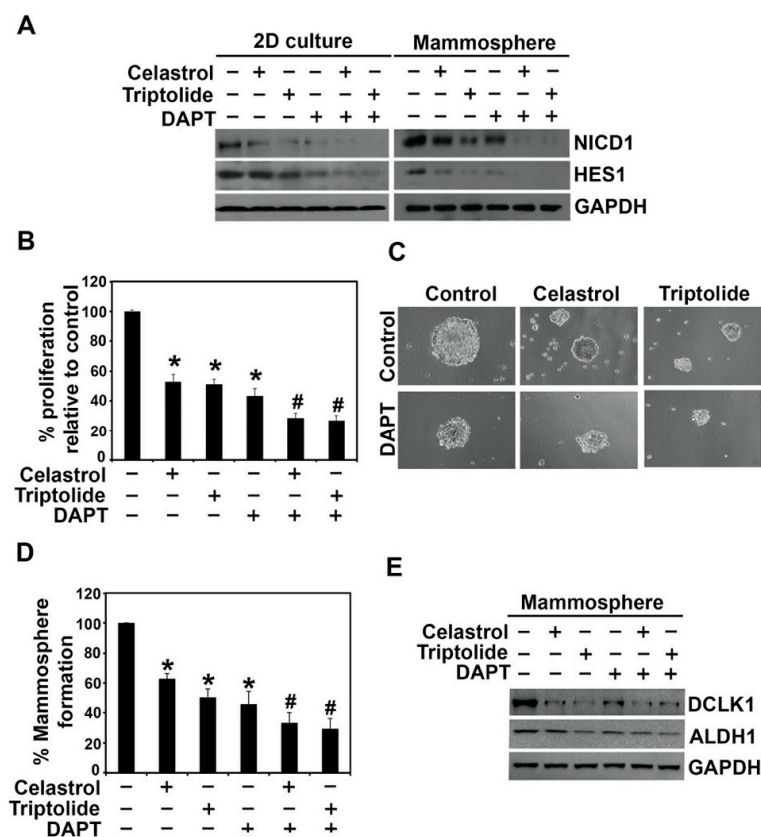 A
2D culture Mammosphere
Celastrol – + – – + – – + – – + –
Triptolide – – + – – + – – + – – +
DAPT – – – + + + – – – + + +
NICD1
HES1
GAPDH
B
% proliferation
relative to control
120
100
80
60
40
20
0
* * * # #
Celastrol – + – – + –
Triptolide – – + – – +
DAPT – – – + + +
C
Control Celastrol Triptolide
Control
DAPT
D
% Mammosphere
formation
120
100
80
60
40
20
0
* * * # #
Celastrol – + – – + –
Triptolide – – + – – +
DAPT – – – + + +
E
Mammosphere
Celastrol – + – – + –
Triptolide – – + – – +
DAPT – – – + + +
DCLK1
ALDH1
GAPDH